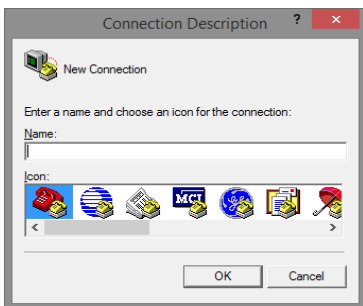 Connection Description ? ×
New Connection
Enter a name and choose an icon for the connection:
Name:
Icon:
MCI
< >
OK Cancel